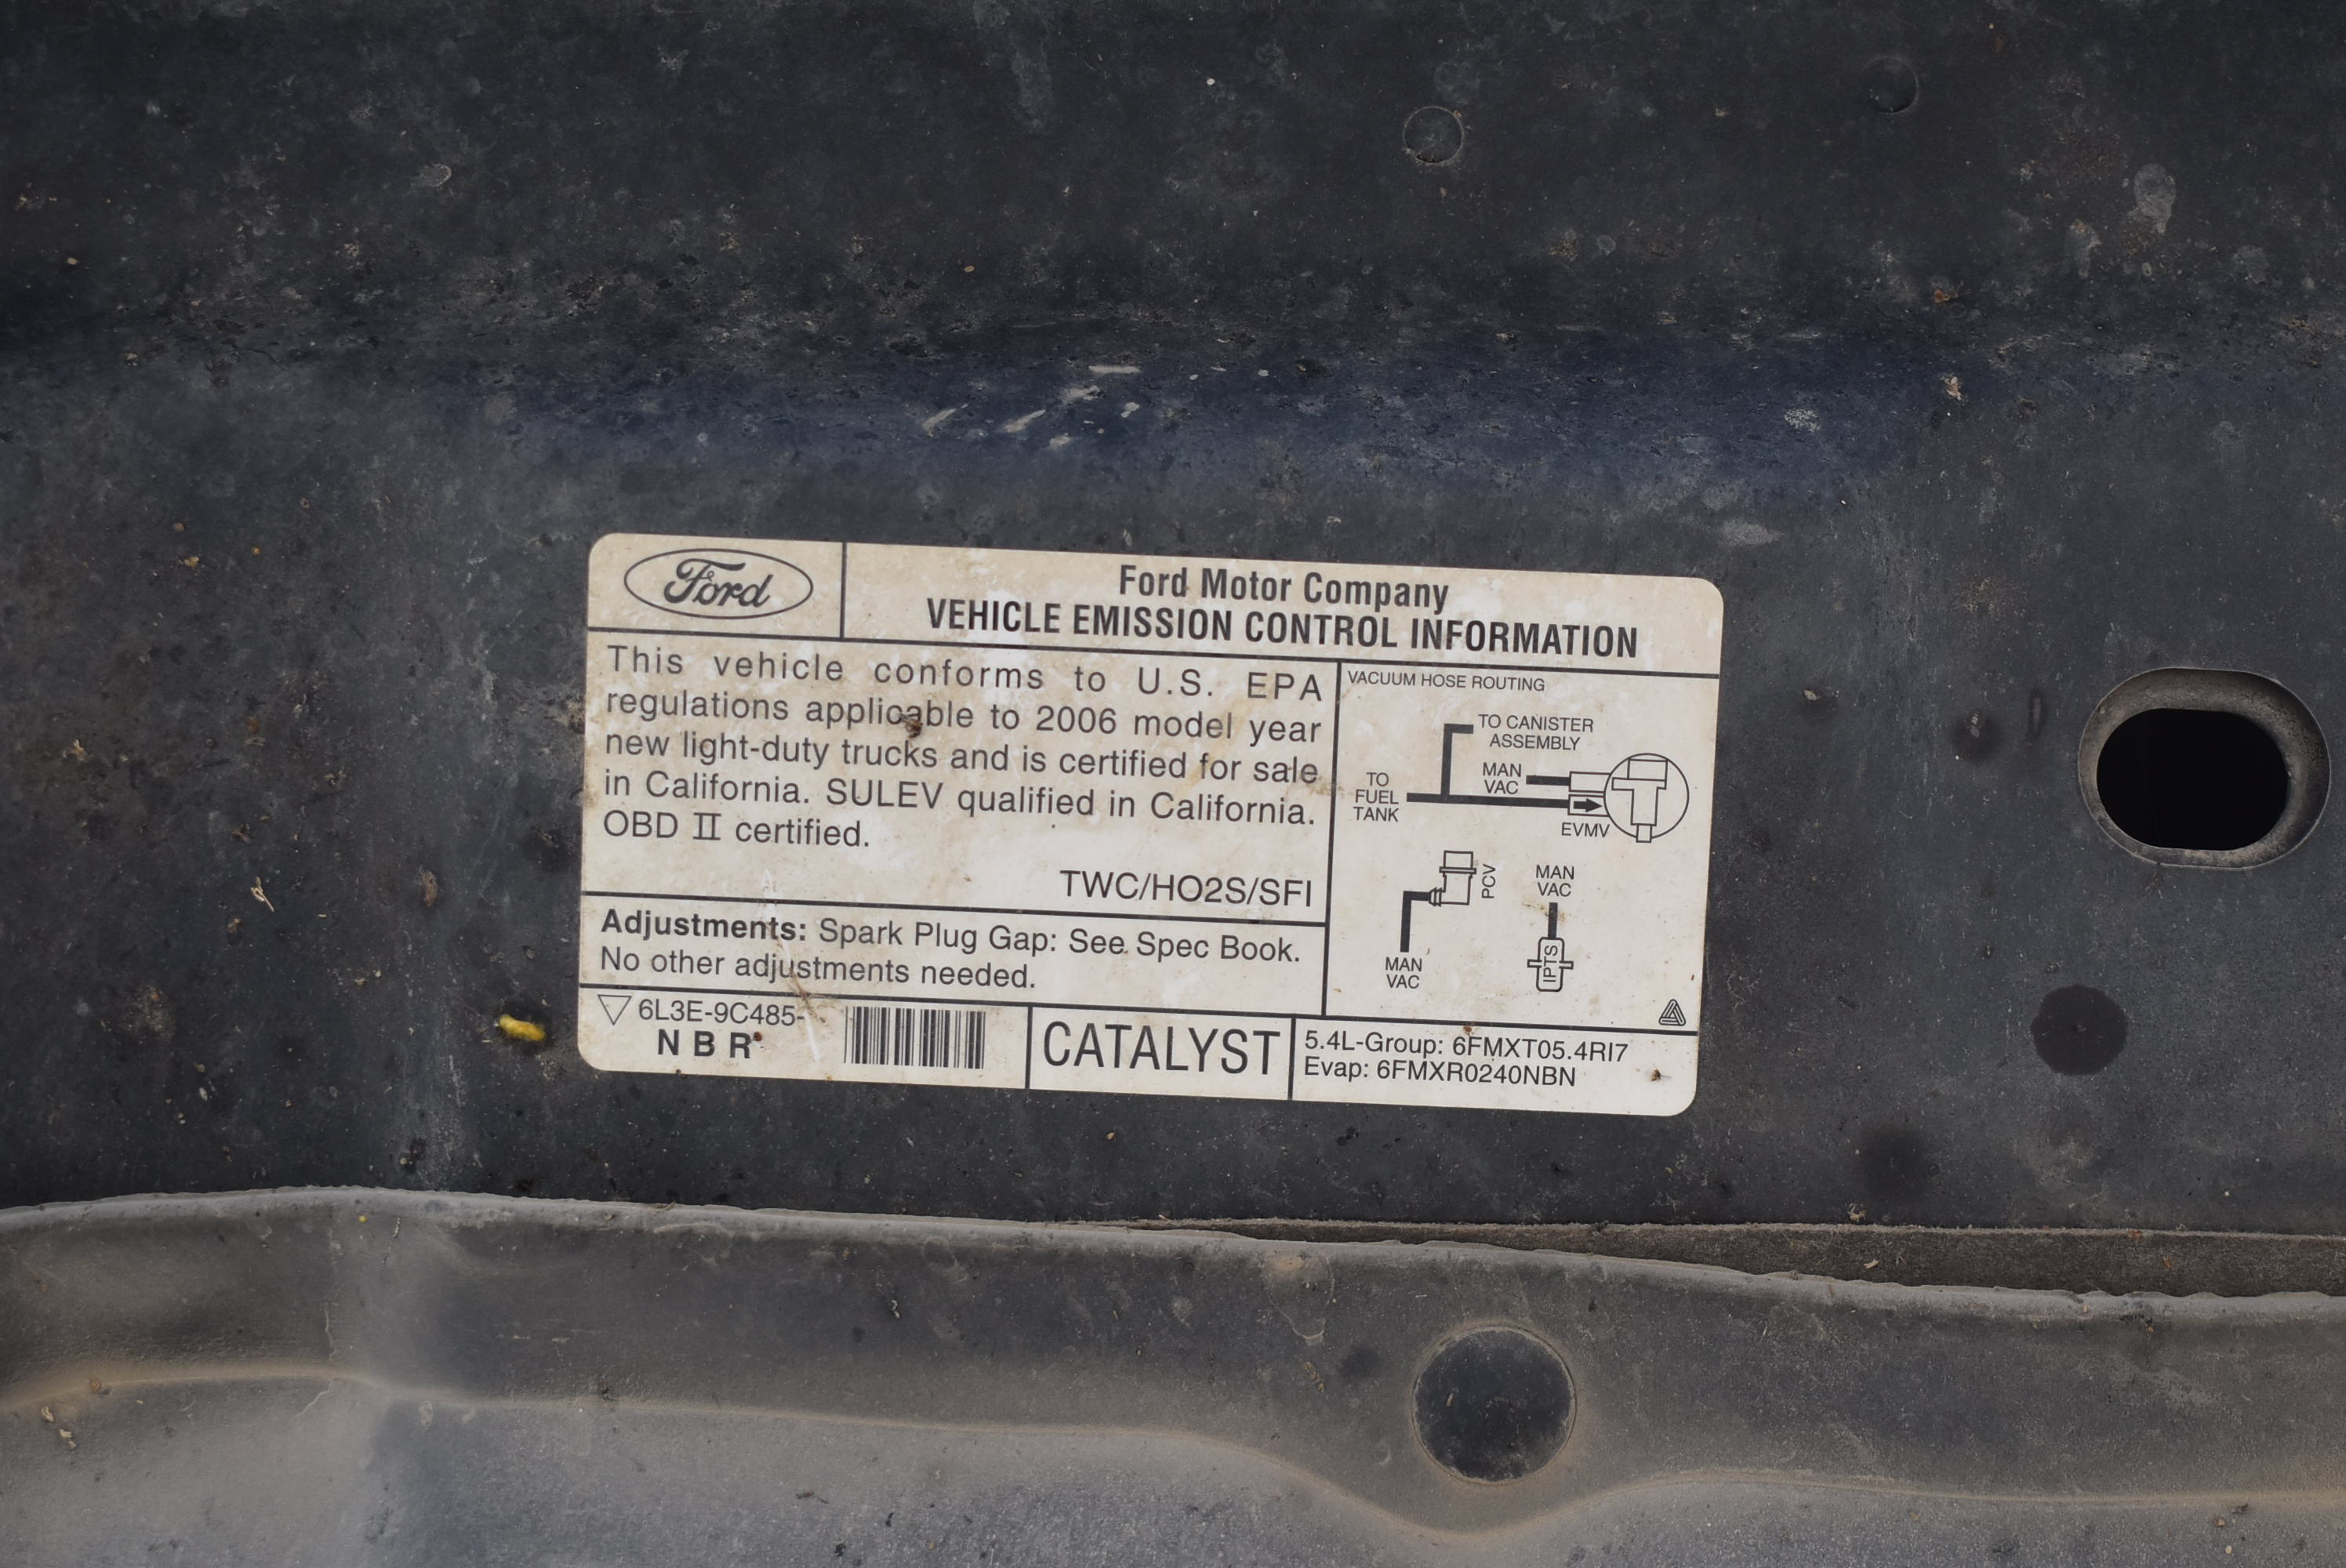 Ford
Ford Motor Company
VEHICLE EMISSION CONTROL INFORMATION
This vehicle conforms to U.S. EPA
regulations applicable to 2006 model year
new light-duty trucks and is certified for sale
in California. SULEV qualified in California.
OBD II certified.
TWC/HO2S/SFI
Adjustments: Spark Plug Gap: See Spec Book.
No other adjustments needed.
6L3E-9C485-
NBR
CATALYST
VACUUM HOSE ROUTING
TO CANISTER
ASSEMBLY
MAN
VAC
TO
FUEL
TANK
EVMV
PCV
MAN
VAC
MAN
VAC
IPTS
5.4L-Group: 6FMXT05.4RI7
Evap: 6FMXR0240NBN